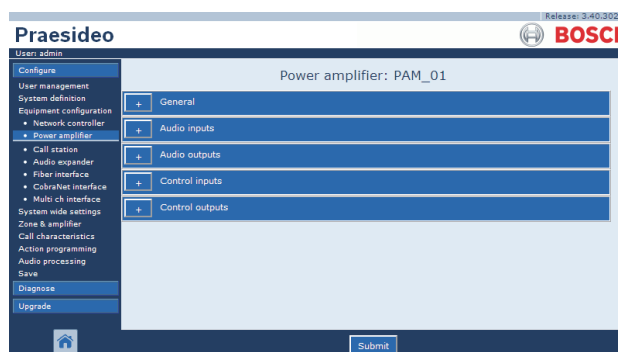 Release: 3.40.302
Praesideo
BOSCH
User: admin
Configure
User management
System definition
Equipment configuration
• Network controller
• Power amplifier
• Call station
• Audio expander
• Fiber interface
• CobraNet interface
• Multi ch interface
System wide settings
Zone & amplifier
Call characteristics
Action programming
Audio processing
Save
Diagnose
Upgrade
Power amplifier: PAM_01
+ General
+ Audio inputs
+ Audio outputs
+ Control inputs
+ Control outputs
Submit